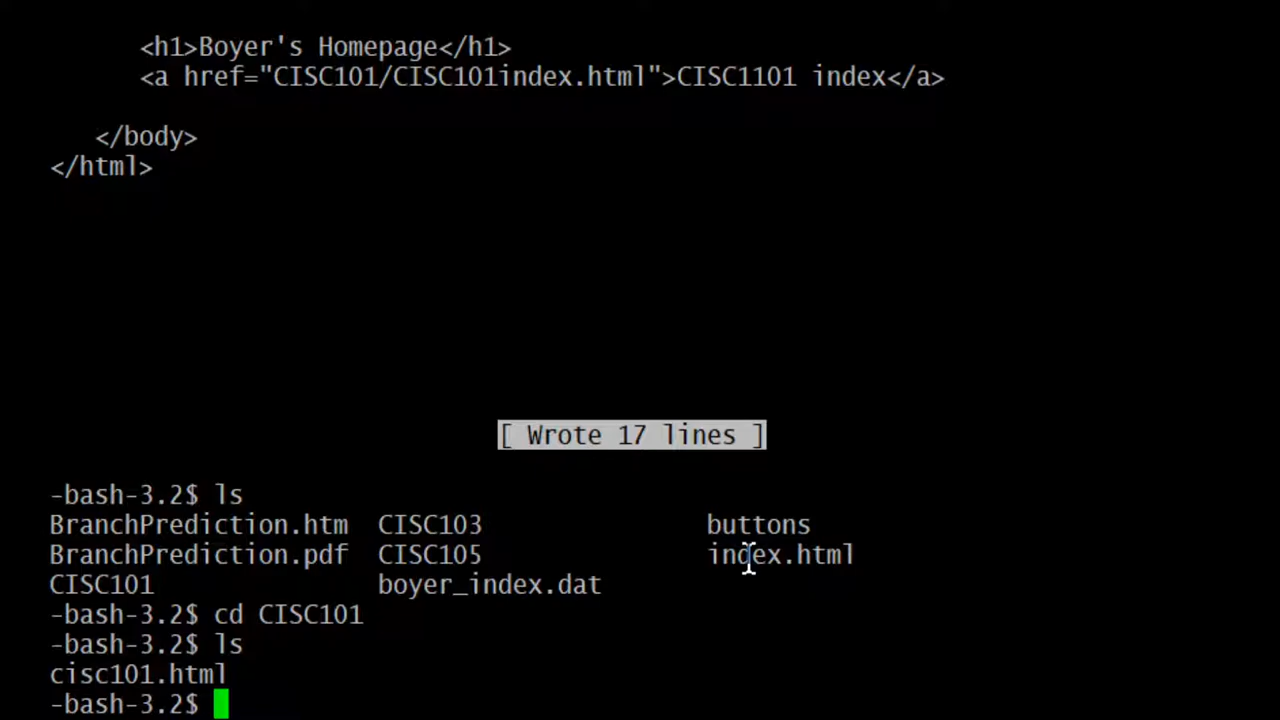 <h1>Boyer's Homepage</h1>
<a href="CISC101/CISC101index.html">CISC1101 index</a>
</body>
</html>
[ Wrote 17 lines ]
-bash-3.2$ ls
BranchPrediction.htm  CISC103               buttons
BranchPrediction.pdf  CISC105               index.html
CISC101               boyer_index.dat
-bash-3.2$ cd CISC101
-bash-3.2$ ls
cisc101.html
-bash-3.2$